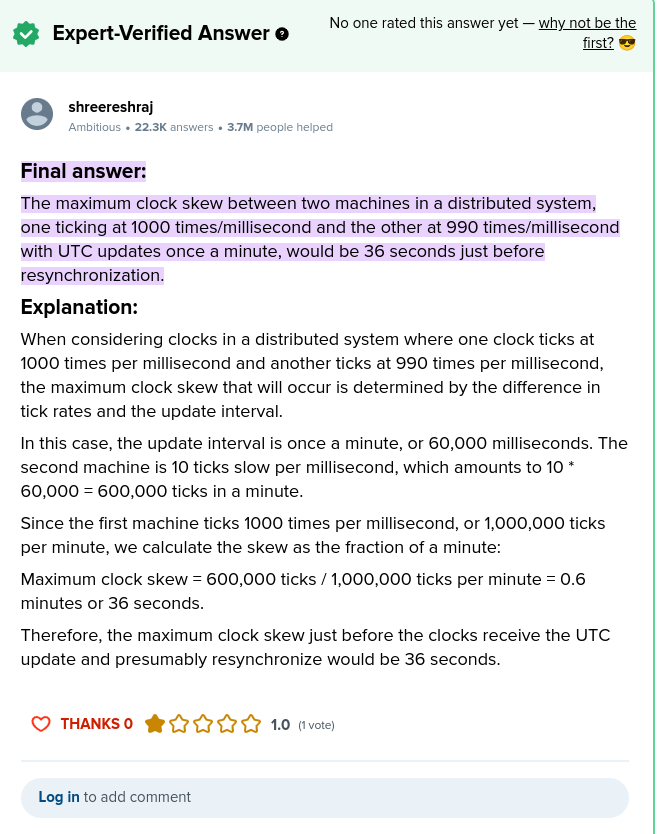 Expert-Verified Answer ?
No one rated this answer yet — why not be the
first? 😎
shreereshraj
Ambitious • 22.3K answers • 3.7M people helped
Final answer:
The maximum clock skew between two machines in a distributed system,
one ticking at 1000 times/millisecond and the other at 990 times/millisecond
with UTC updates once a minute, would be 36 seconds just before
resynchronization.
Explanation:
When considering clocks in a distributed system where one clock ticks at
1000 times per millisecond and another ticks at 990 times per millisecond,
the maximum clock skew that will occur is determined by the difference in
tick rates and the update interval.
In this case, the update interval is once a minute, or 60,000 milliseconds. The
second machine is 10 ticks slow per millisecond, which amounts to 10 *
60,000 = 600,000 ticks in a minute.
Since the first machine ticks 1000 times per millisecond, or 1,000,000 ticks
per minute, we calculate the skew as the fraction of a minute:
Maximum clock skew = 600,000 ticks / 1,000,000 ticks per minute = 0.6
minutes or 36 seconds.
Therefore, the maximum clock skew just before the clocks receive the UTC
update and presumably resynchronize would be 36 seconds.
THANKS 0 1.0 (1 vote)
Log in to add comment